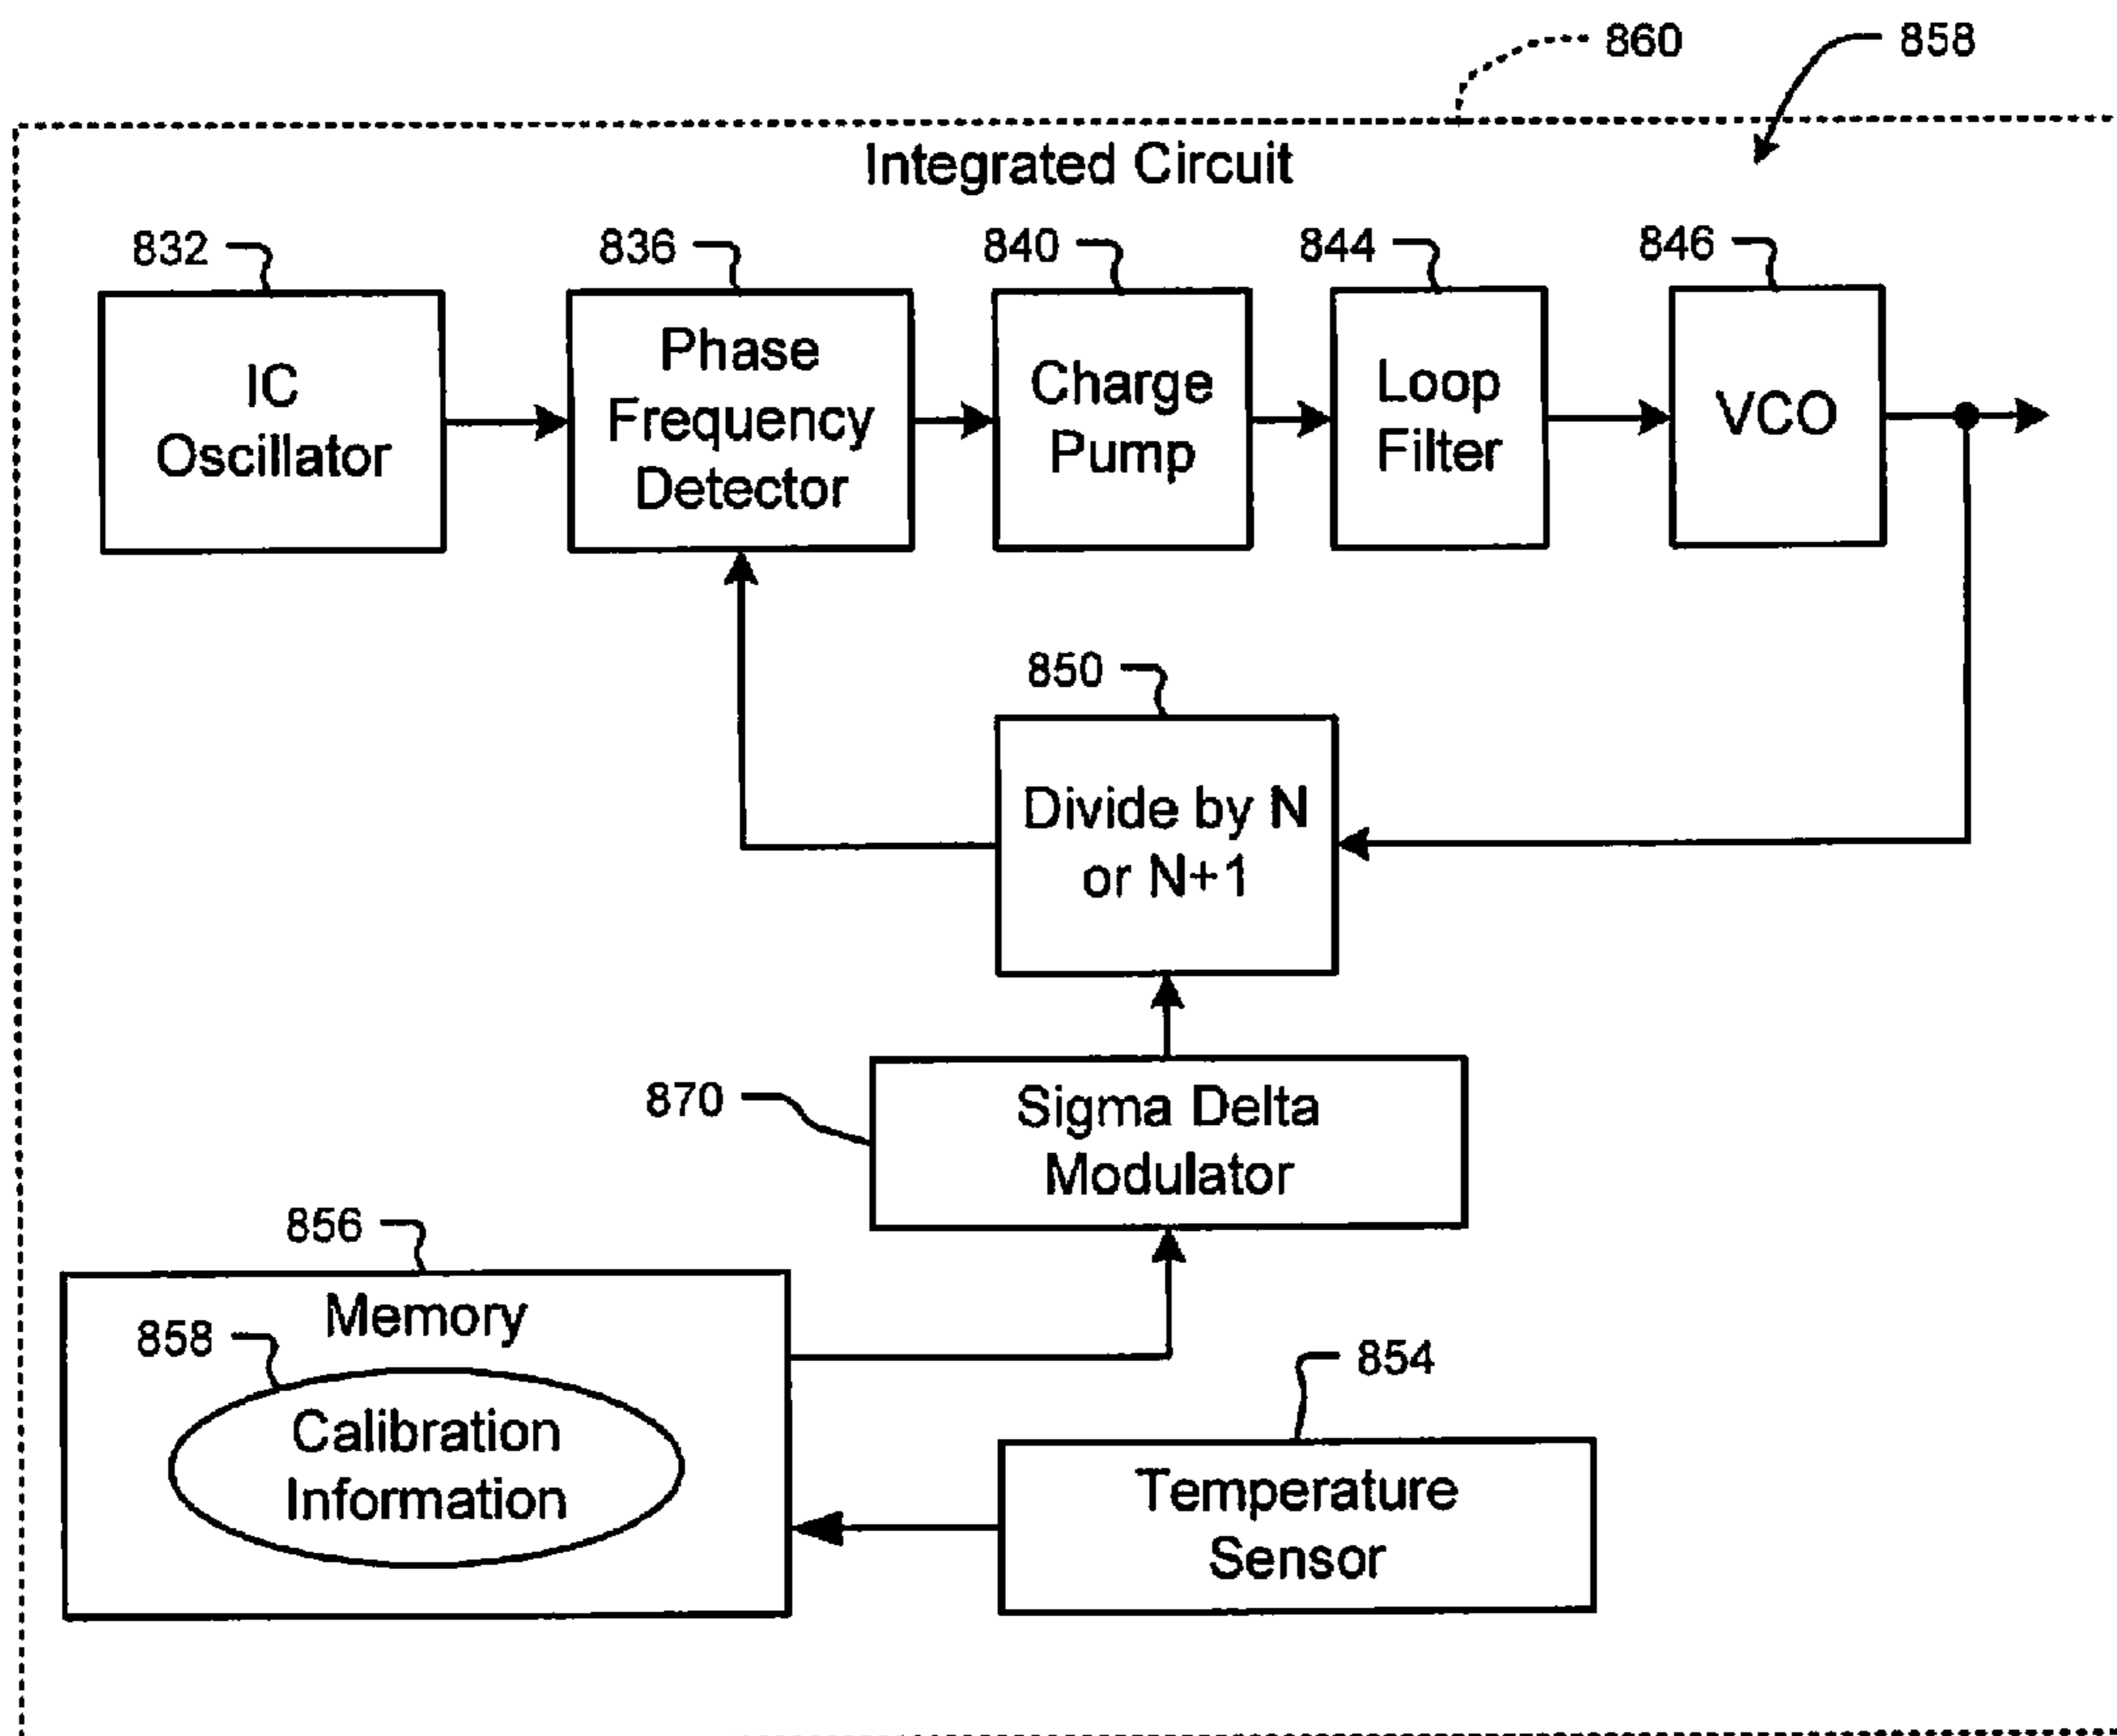 860
858
Integrated Circuit
832
836
840
844
846
IC
Oscillator
Phase
Frequency
Detector
Charge
Pump
Loop
Filter
VCO
850
Divide by N
or N+1
870
Sigma Delta
Modulator
856
Memory
858
Calibration
Information
854
Temperature
Sensor